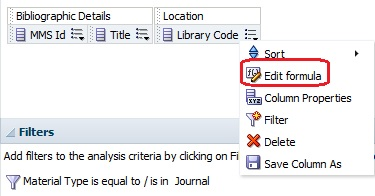 Bibliographic Details
Location
MMS Id
Title
Library Code
Sort
Edit formula
Column Properties
Filter
Delete
Save Column As
Filters
Add filters to the analysis criteria by clicking on Fi
Material Type is equal to / is in Journal